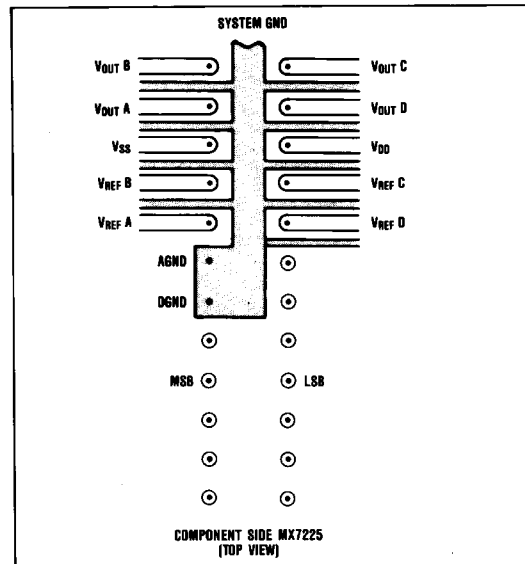 SYSTEM GND
VOUT B VOUT C
VOUT A VOUT D
VSS VDD
VREF B VREF C
VREF A VREF D
AGND
DGND
MSB LSB
COMPONENT SIDE MX7225
(TOP VIEW)